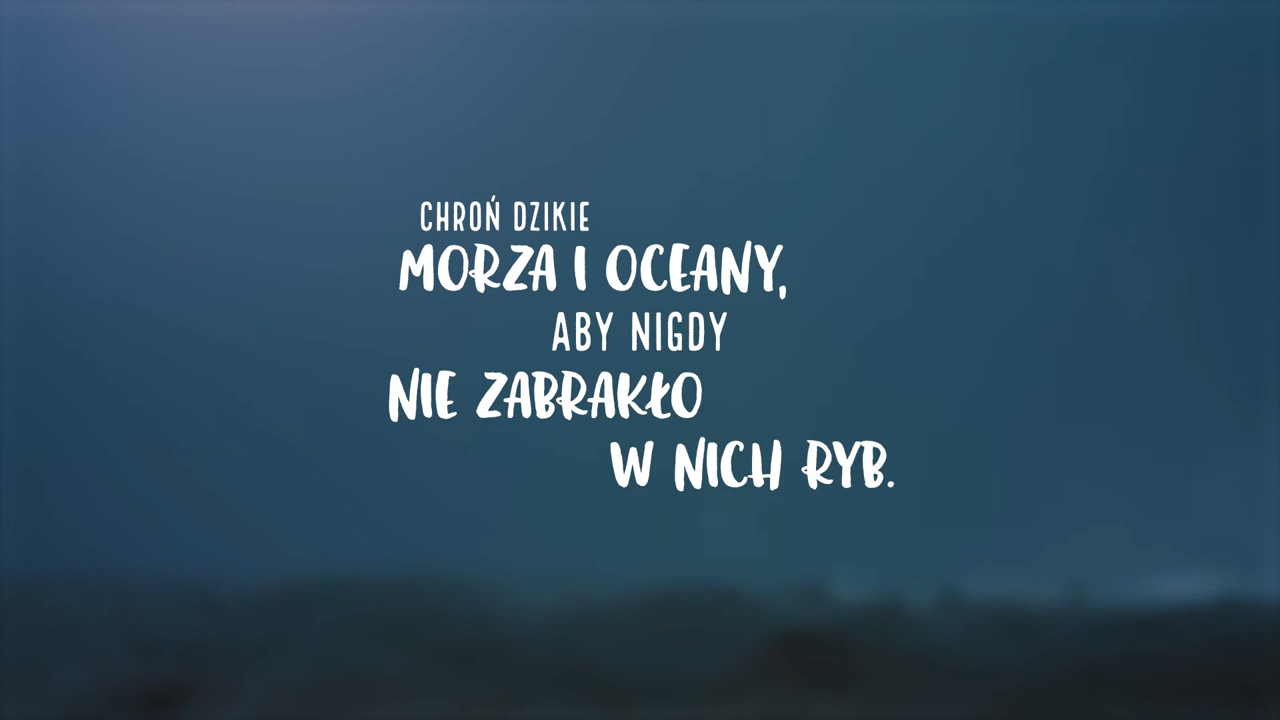 CHROŃ DZIKIE
MORZA I OCEANY,
ABY NIGDY
NIE ZABRAKŁO
W NICH RYB.